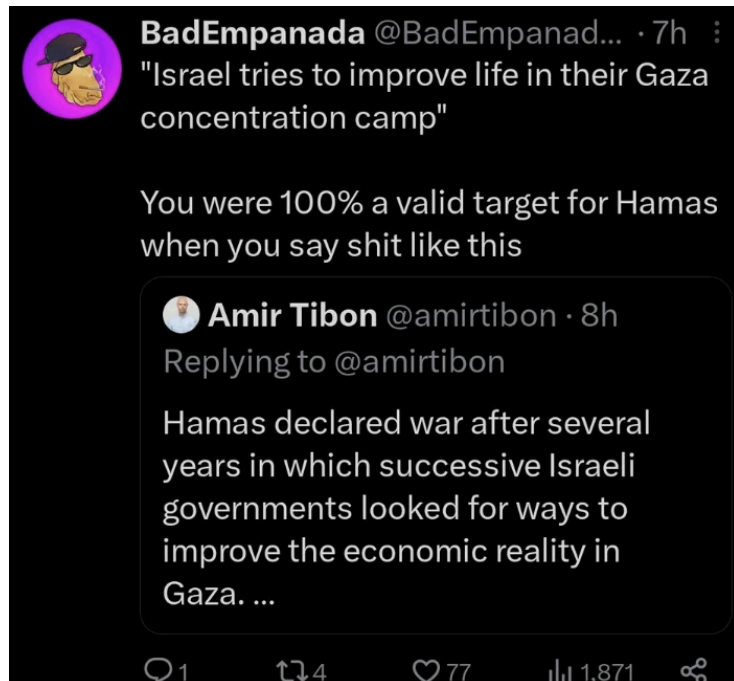 BadEmpanada @BadEmpanad... · 7h
"Israel tries to improve life in their Gaza
concentration camp"
You were 100% a valid target for Hamas
when you say shit like this
Amir Tibon @amirtibon · 8h
Replying to @amirtibon
Hamas declared war after several
years in which successive Israeli
governments looked for ways to
improve the economic reality in
Gaza. ...
1 4 77 1,871